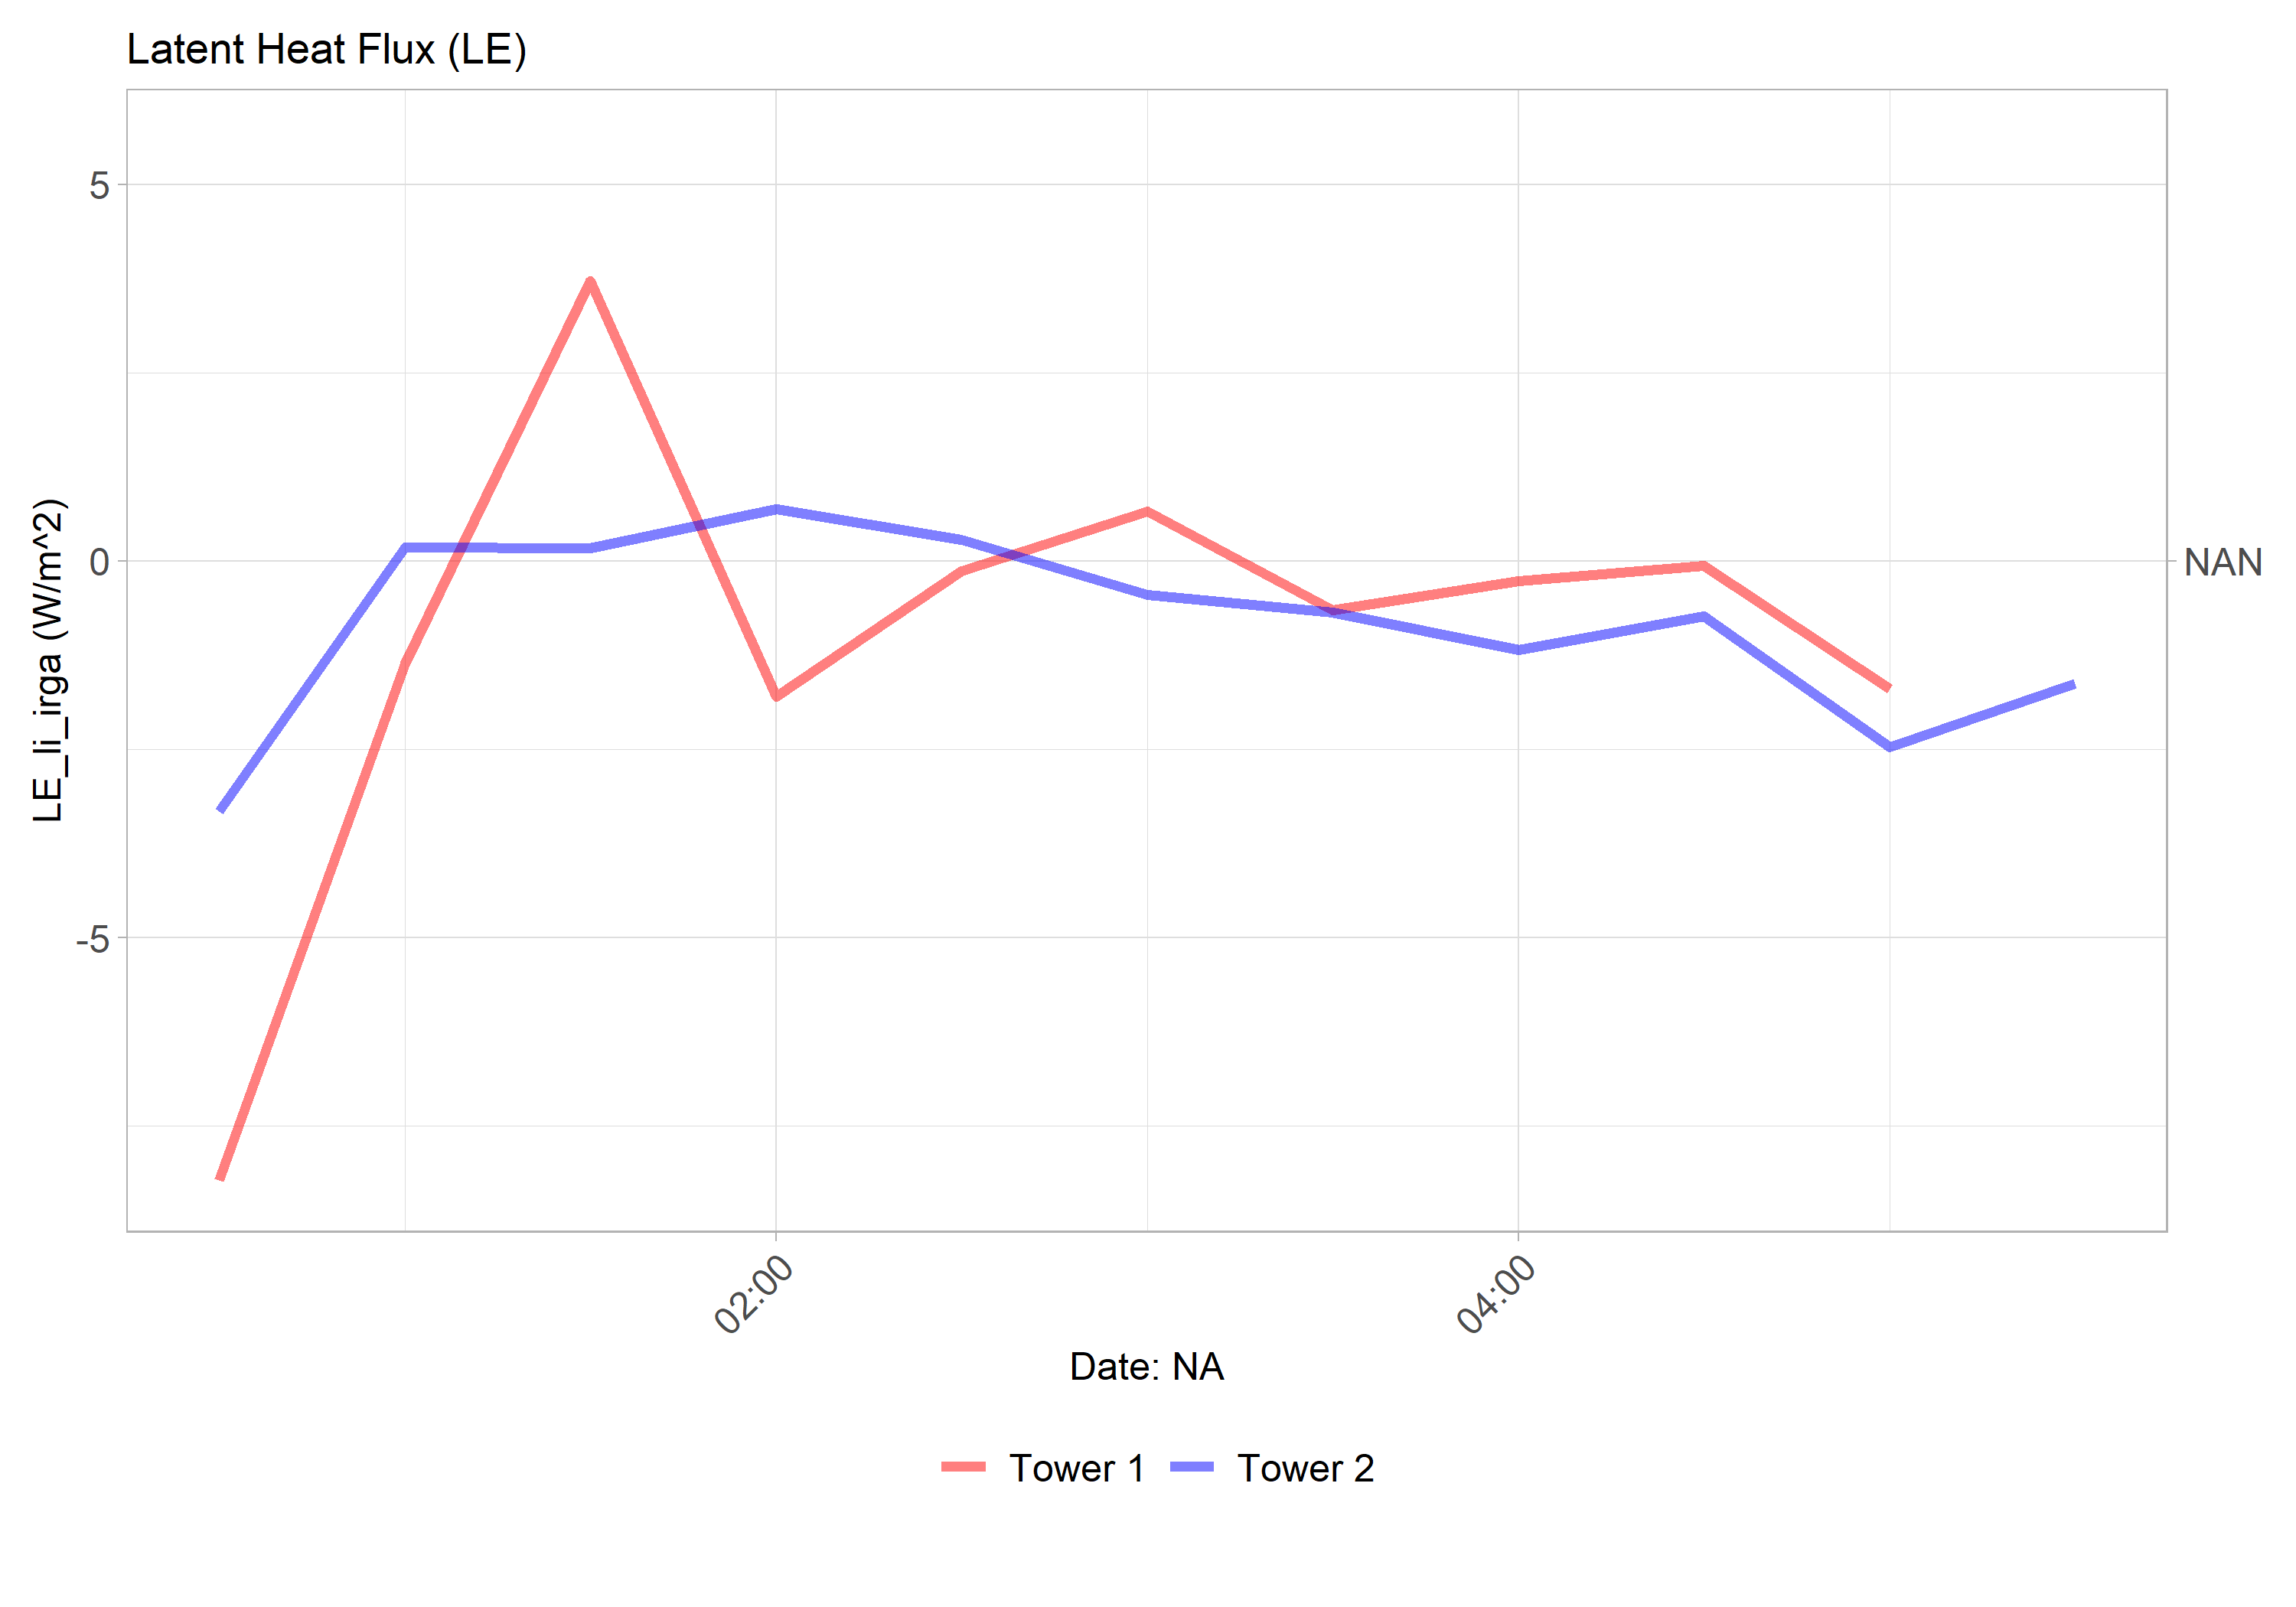 Latent Heat Flux (LE)
LE_li_irga (W/m^2)
5
0
-5
NAN
02:00
04:00
Date: NA
Tower 1
Tower 2